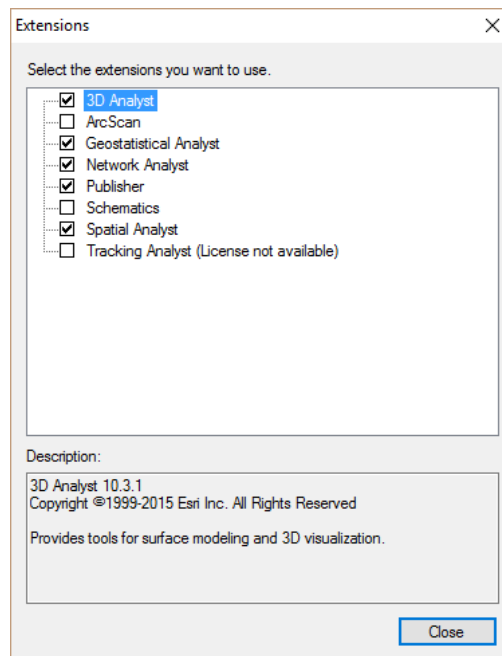 Extensions
Select the extensions you want to use.
3D Analyst
ArcScan
Geostatistical Analyst
Network Analyst
Publisher
Schematics
Spatial Analyst
Tracking Analyst (License not available)
Description:
3D Analyst 10.3.1
Copyright ©1999-2015 Esri Inc. All Rights Reserved
Provides tools for surface modeling and 3D visualization.
Close